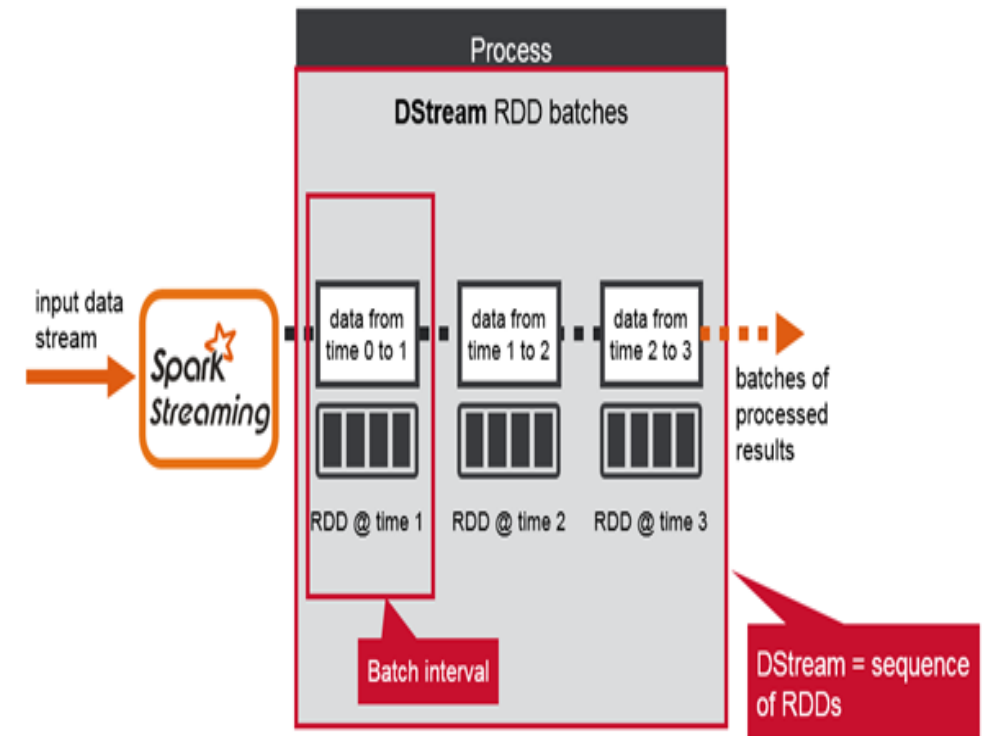 Process
DStream RDD batches
input data
stream
Spark
Streaming
data from
time 0 to 1
data from
time 1 to 2
data from
time 2 to 3
batches of
processed
results
RDD @ time 1
RDD @ time 2
RDD @ time 3
Batch interval
DStream = sequence
of RDDs